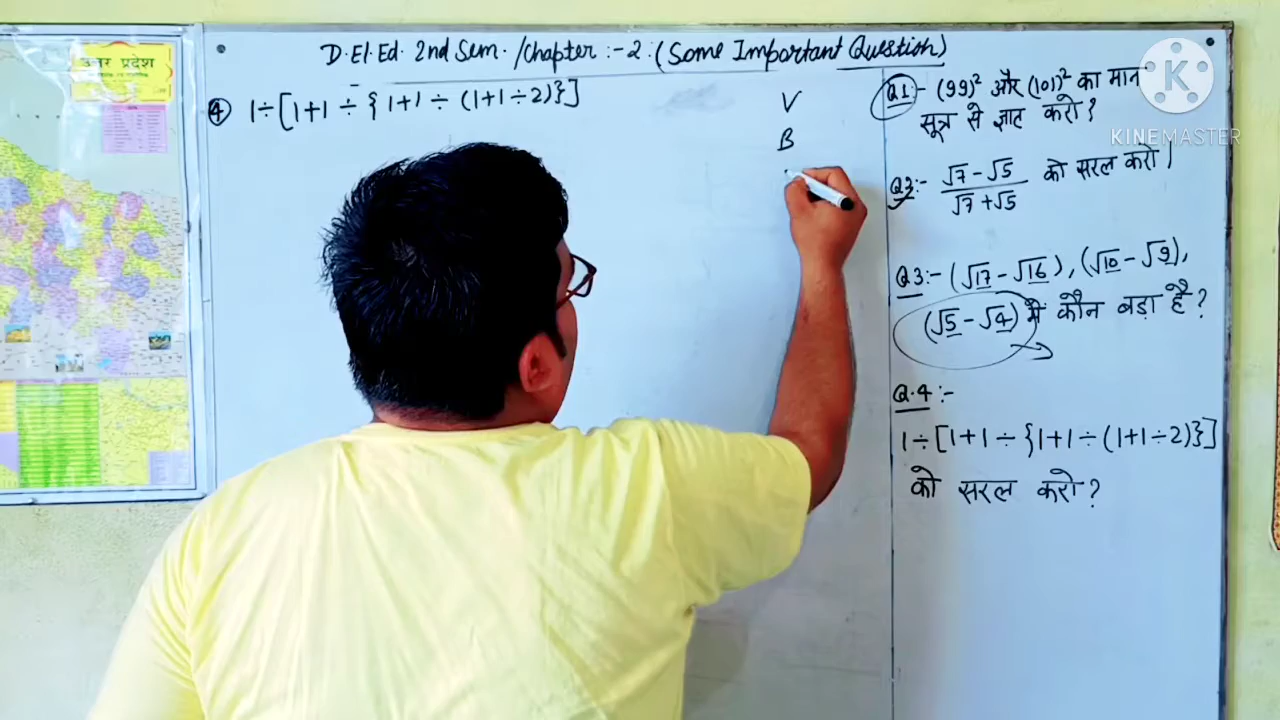 D.El.Ed. 2nd Sem. /Chapter :-2 : (Some Important Question)
उत्तर प्रदेश
④ 1÷[1+1 ÷ { 1+1 ÷ (1+1÷2)}]
V
B
Q1:- (99)² और (101)² का मान
सूत्र से ज्ञात करो?
Q2:- √7 - √5 / √7 + √5 को सरल करो।
Q3:- (√17 - √16), (√10 - √9),
(√5 - √4) में कौन बड़ा है?
Q.4:-
1÷[1+1 ÷ {1+1 ÷ (1+1÷2)}]
को सरल करो?
K
KINEMASTER